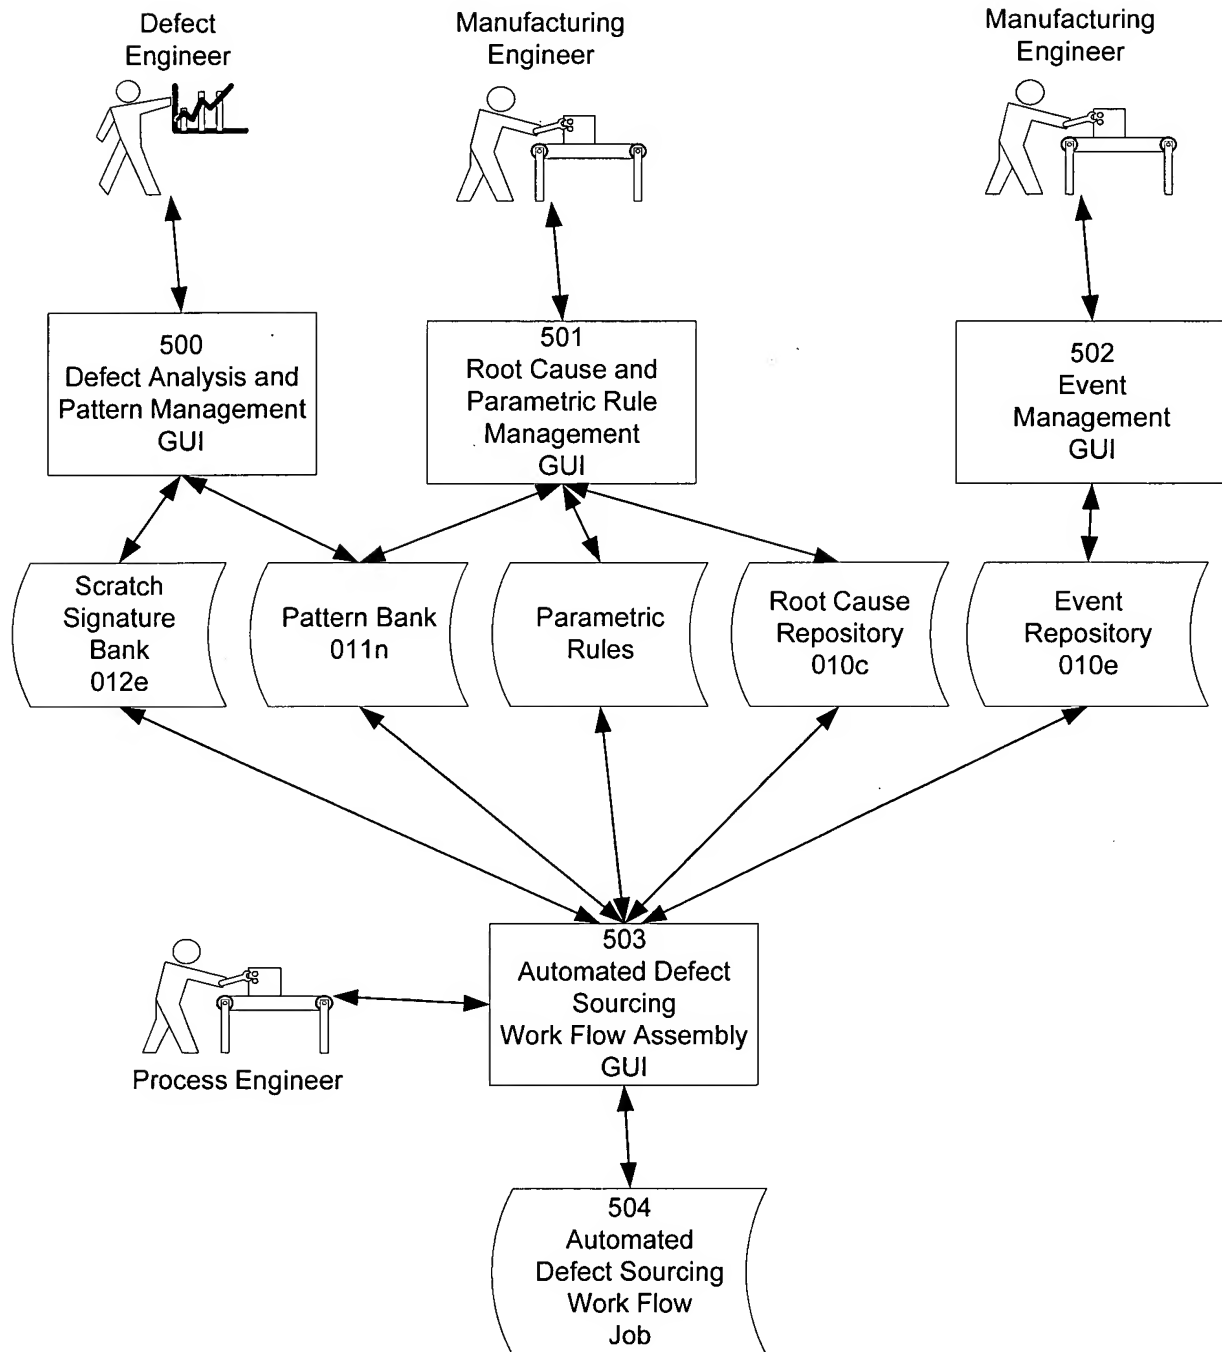 Defect
Engineer
Manufacturing
Engineer
Manufacturing
Engineer
500
Defect Analysis and
Pattern Management
GUI
501
Root Cause and
Parametric Rule
Management
GUI
502
Event
Management
GUI
Scratch
Signature
Bank
012e
Pattern Bank
011n
Parametric
Rules
Root Cause
Repository
010c
Event
Repository
010e
503
Automated Defect
Sourcing
Work Flow Assembly
GUI
Process Engineer
504
Automated
Defect Sourcing
Work Flow
Job